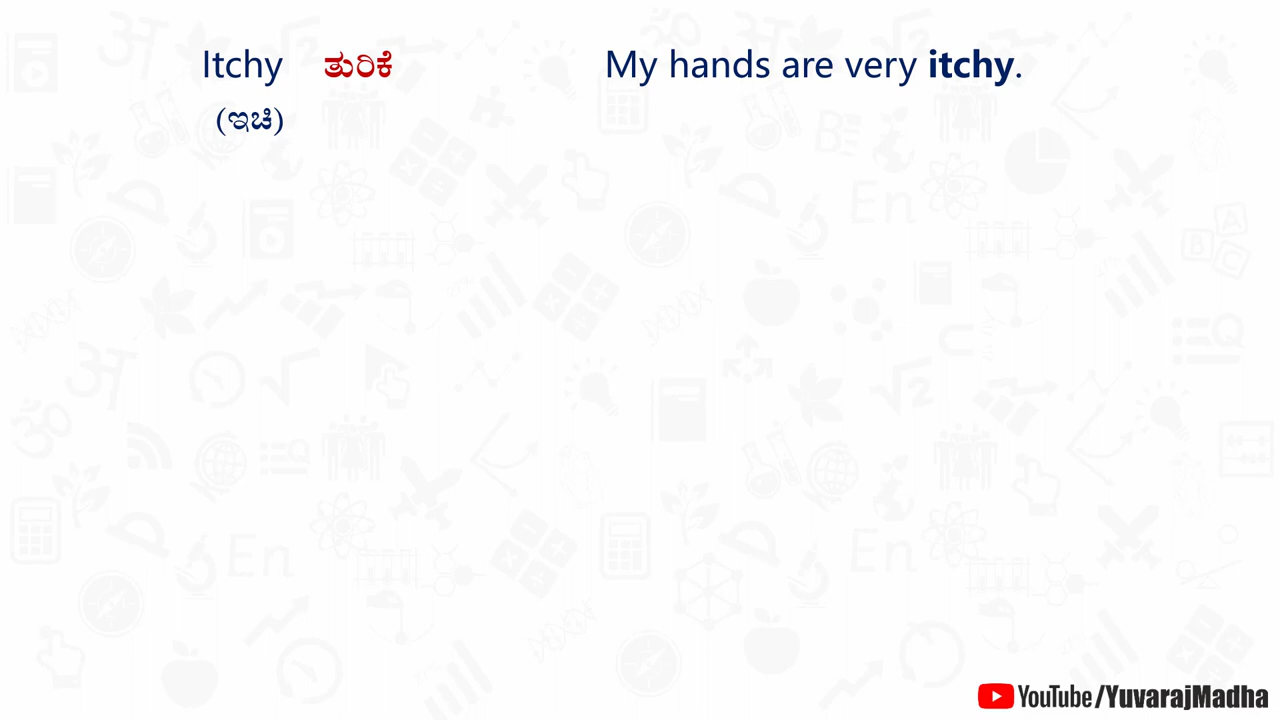 Itchy ತುರಿಕೆ My hands are very itchy.
(ಇಚಿ)
YouTube/YuvarajMadha